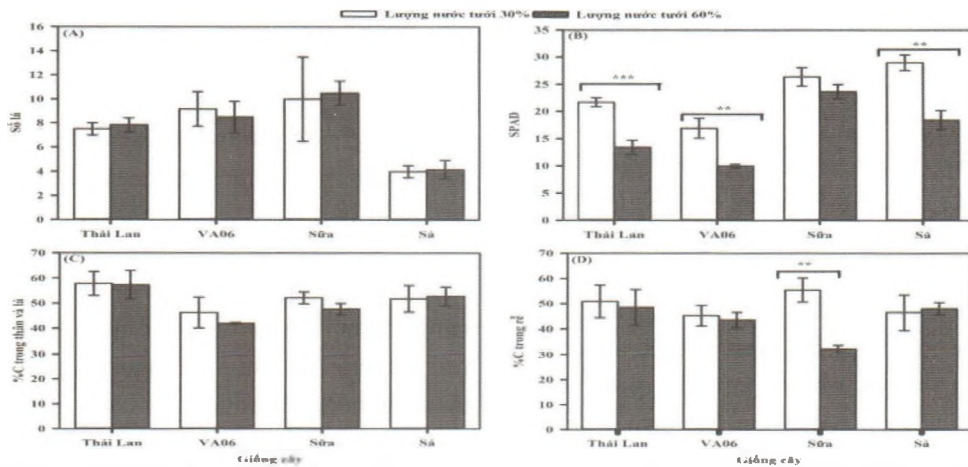 Lượng nước tưới 30% Lượng nước tưới 60%
(A)
16
14
12
10
8
6
4
2
0
Số lá
Thái Lan VA06 Sữa Sả
(B)
35
30
25
20
15
10
5
0
SPAD
***
**
**
Thái Lan VA06 Sữa Sả
(C)
70
60
50
40
30
20
10
0
%C trong thân và lá
Thái Lan VA06 Sữa Sả
Giống cây
(D)
70
60
50
40
30
20
10
0
%C trong rễ
**
Thái Lan VA06 Sữa Sả
Giống cây